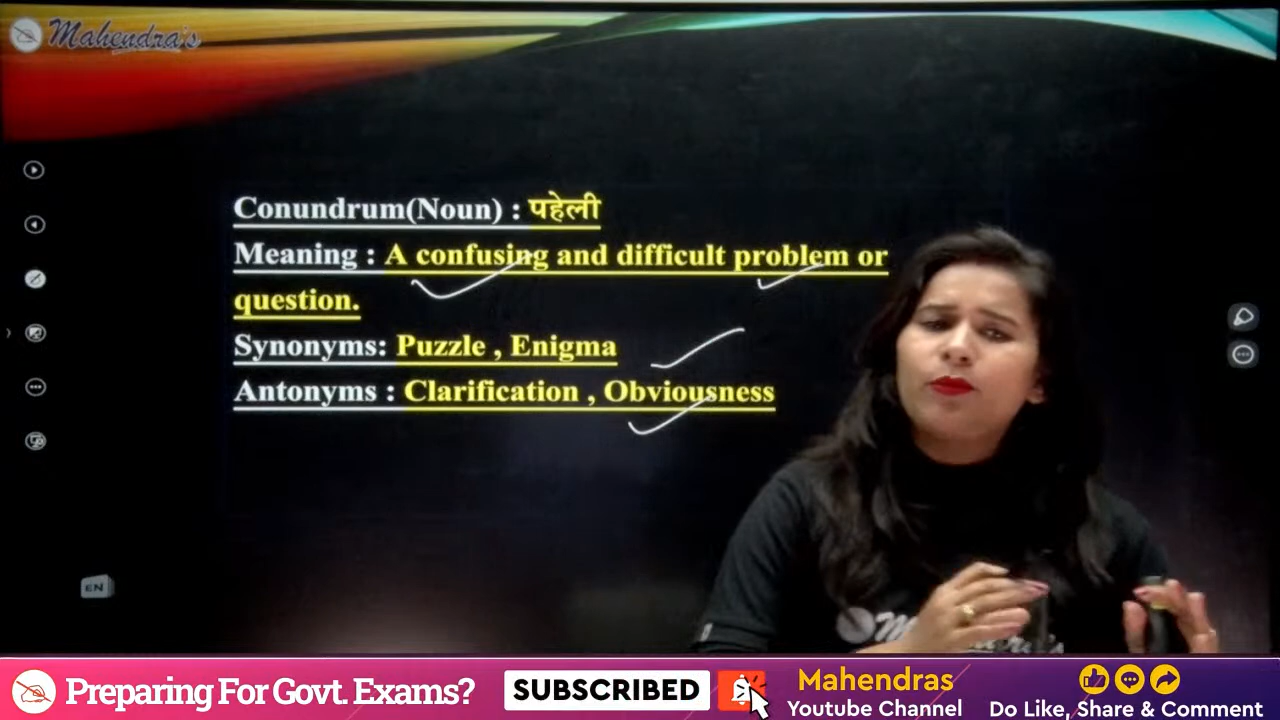 Mahendra's
Conundrum(Noun) : पहेली
Meaning : A confusing and difficult problem or
question.
Synonyms: Puzzle , Enigma
Antonyms : Clarification , Obviousness
EN
Preparing For Govt. Exams?
SUBSCRIBED
Mahendras
Youtube Channel
Do Like, Share & Comment